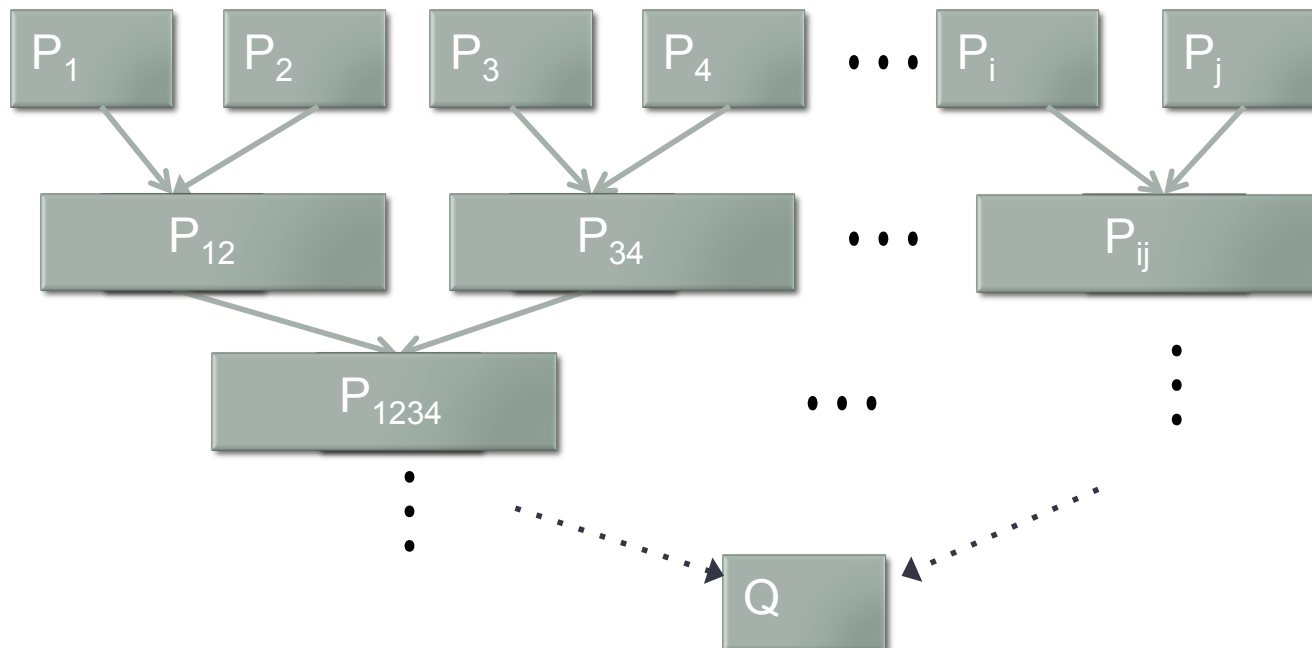 P₁ P₂ P₃ P₄ ... Pᵢ Pⱼ
P₁₂ P₃₄ ... Pᵢⱼ
P₁₂₃₄ ...
Q